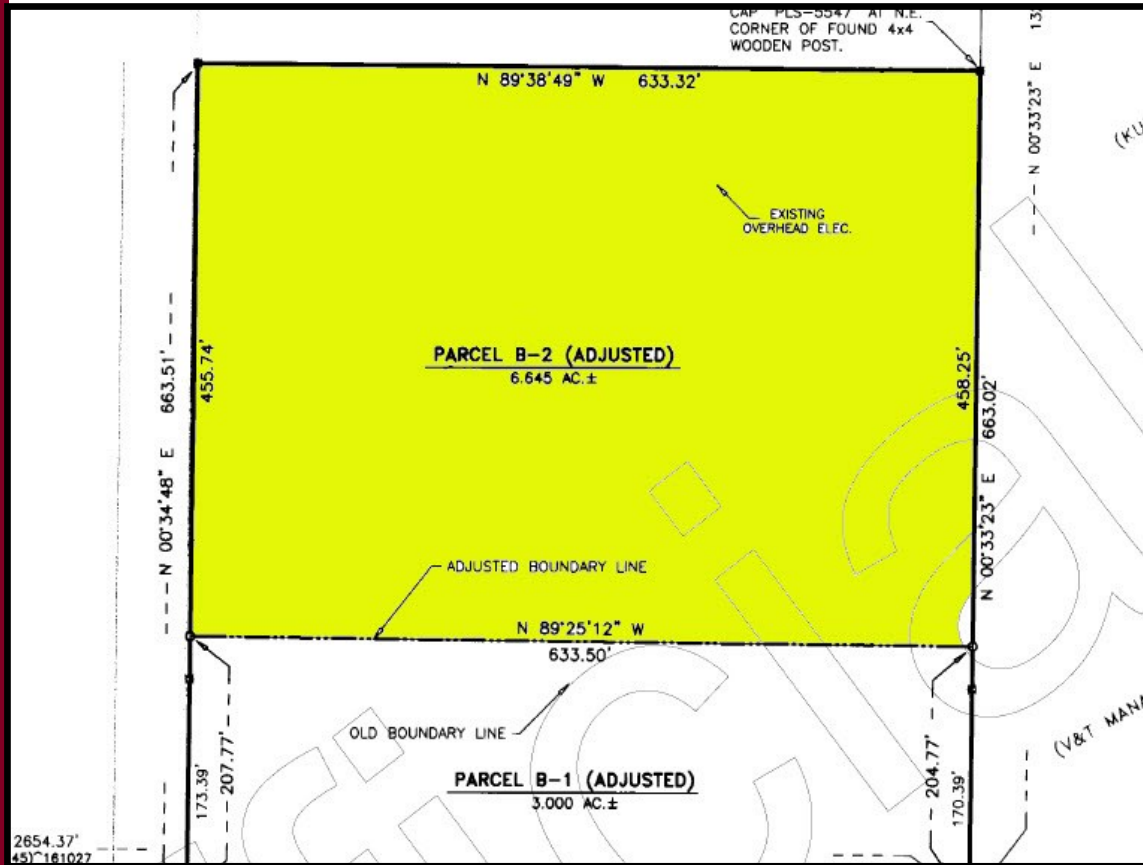 CAP PLS-5547 AT N.E.
CORNER OF FOUND 4x4
WOODEN POST.
N 89°38'49" W 633.32'
N 00°33'23" E 132
(KU
EXISTING
OVERHEAD ELEC.
N 00°34'48" E 663.51'
455.74'
PARCEL B-2 (ADJUSTED)
6.645 AC.±
458.25'
N 00°33'23" E 663.02'
ADJUSTED BOUNDARY LINE
N 89°25'12" W
633.50'
OLD BOUNDARY LINE
173.39'
207.77'
PARCEL B-1 (ADJUSTED)
3.000 AC.±
204.77'
170.39'
(V&T MANA
2654.37'
45)^161027